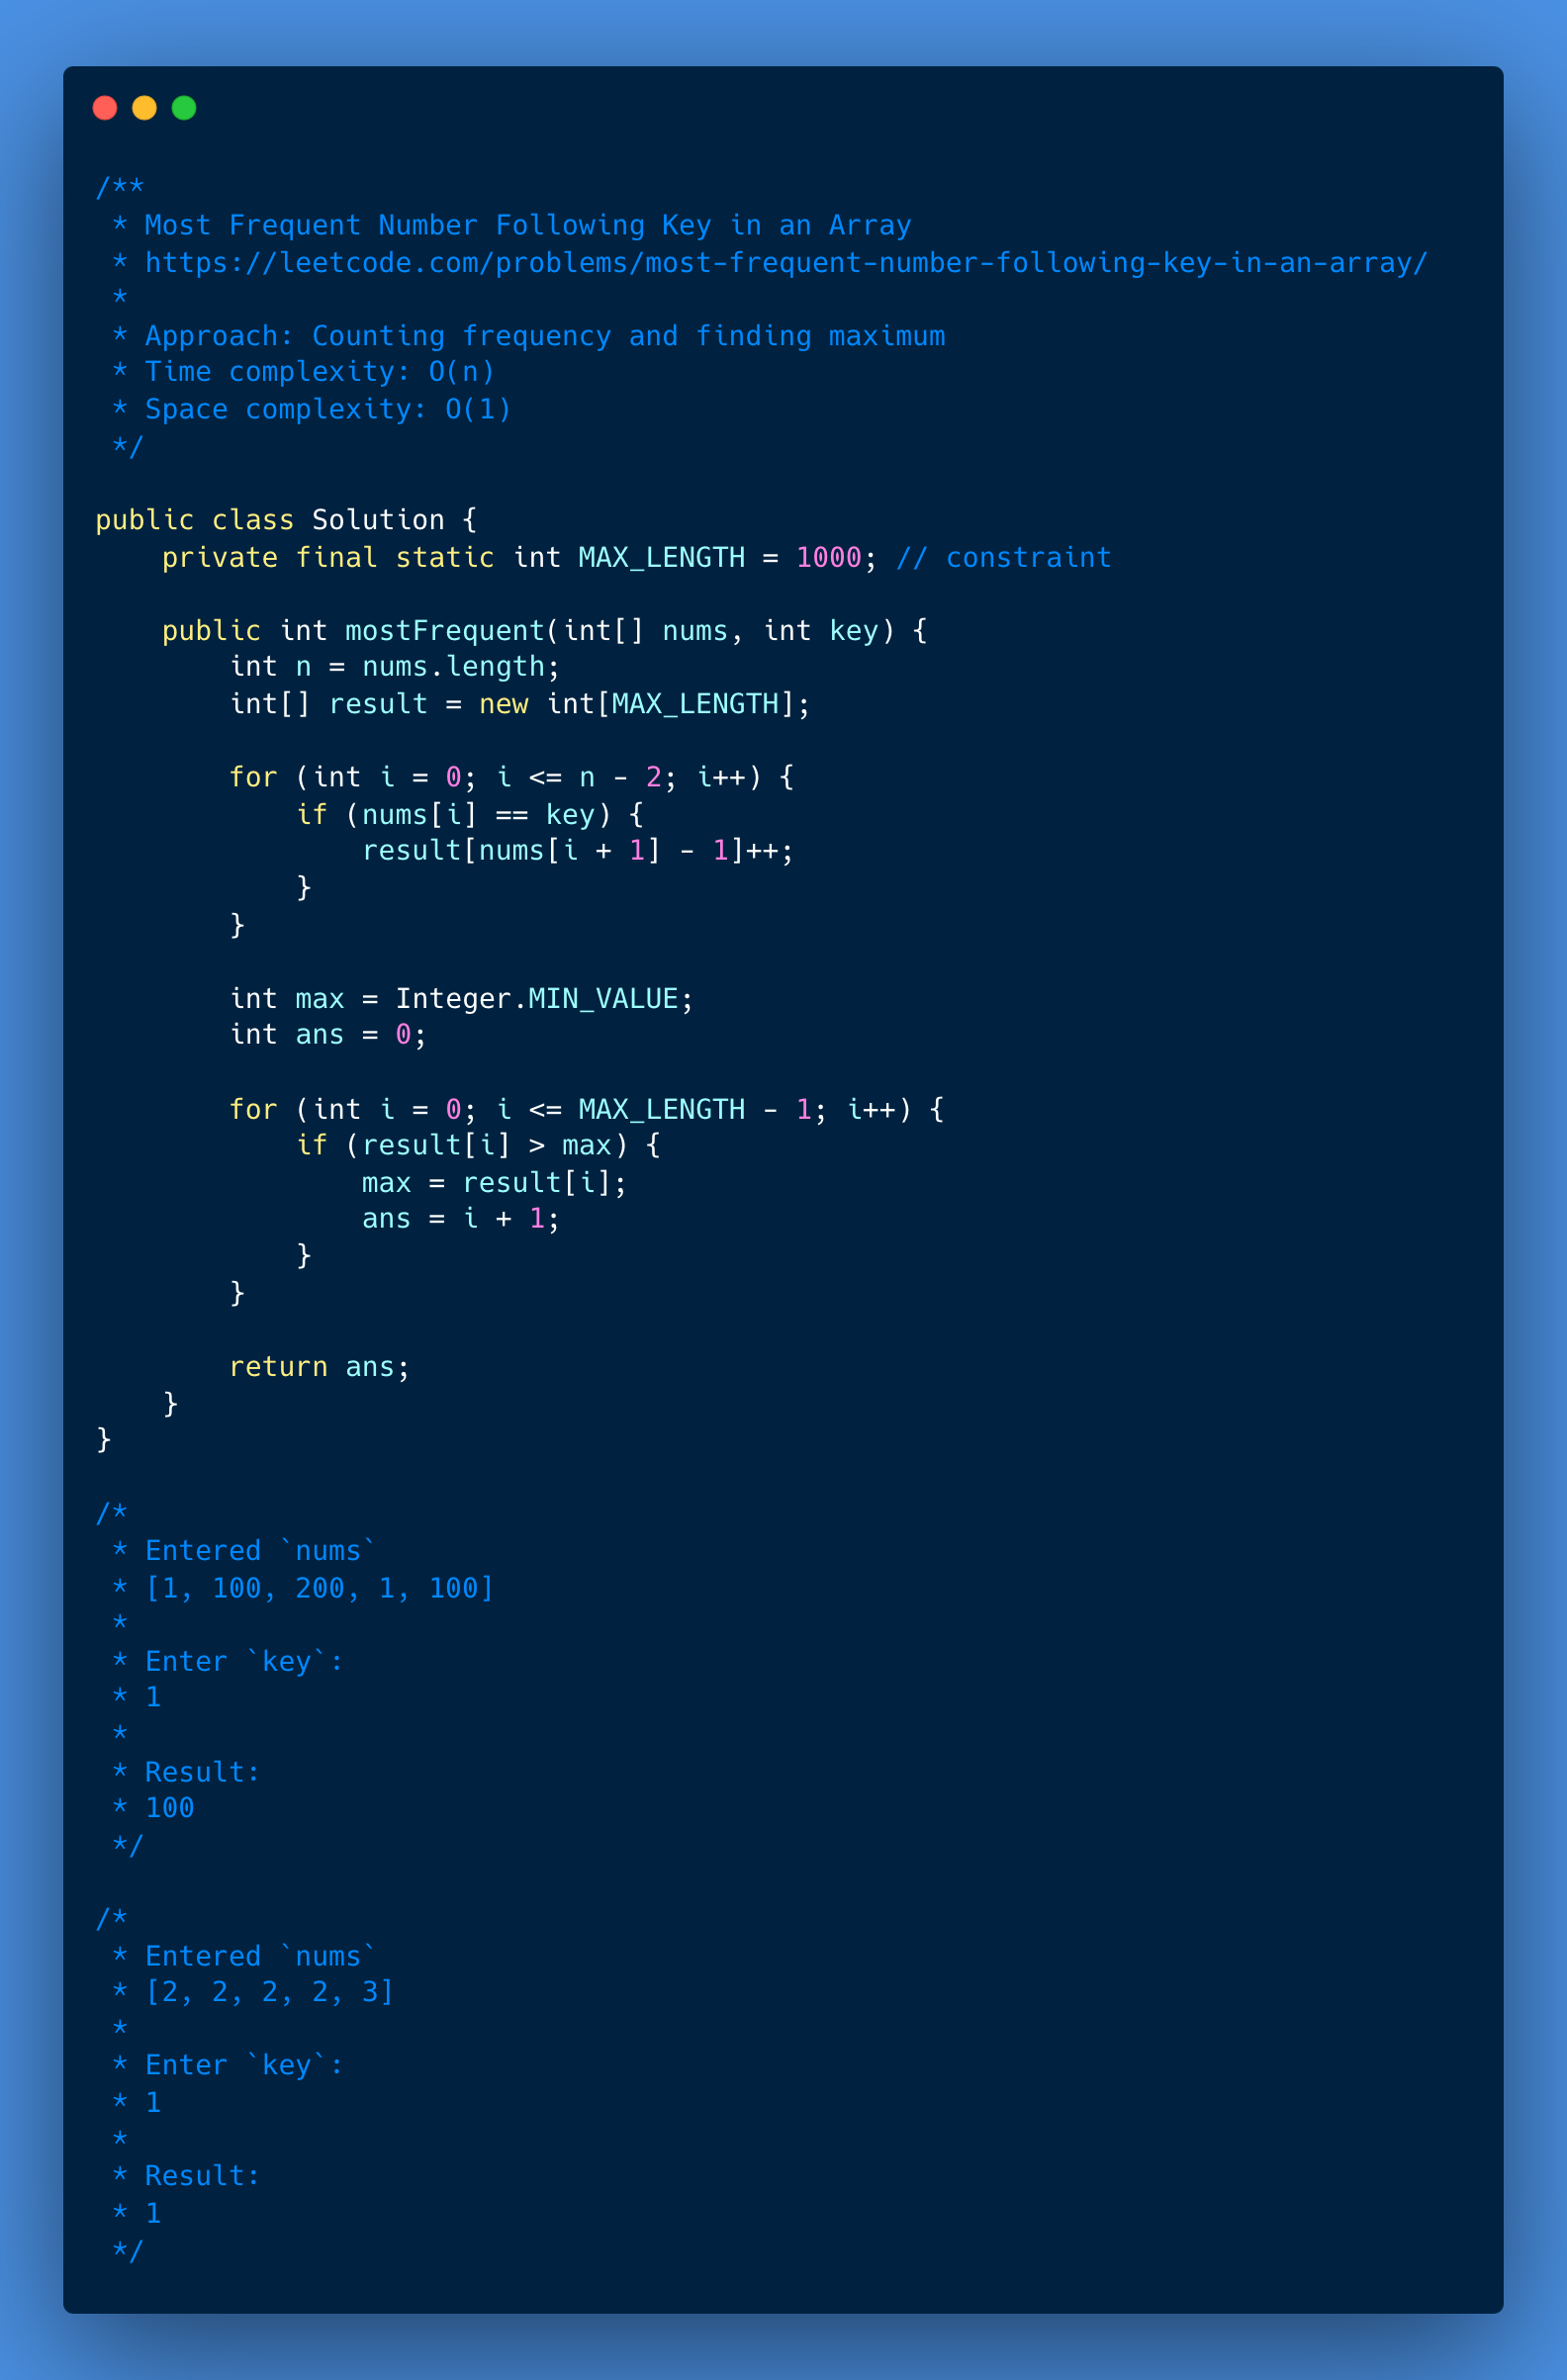 /**
 * Most Frequent Number Following Key in an Array
 * https://leetcode.com/problems/most-frequent-number-following-key-in-an-array/
 *
 * Approach: Counting frequency and finding maximum
 * Time complexity: O(n)
 * Space complexity: O(1)
 */

public class Solution {
    private final static int MAX_LENGTH = 1000; // constraint

    public int mostFrequent(int[] nums, int key) {
        int n = nums.length;
        int[] result = new int[MAX_LENGTH];

        for (int i = 0; i <= n - 2; i++) {
            if (nums[i] == key) {
                result[nums[i + 1] - 1]++;
            }
        }

        int max = Integer.MIN_VALUE;
        int ans = 0;

        for (int i = 0; i <= MAX_LENGTH - 1; i++) {
            if (result[i] > max) {
                max = result[i];
                ans = i + 1;
            }
        }

        return ans;
    }
}

/*
 * Entered `nums`
 * [1, 100, 200, 1, 100]
 *
 * Enter `key`:
 * 1
 *
 * Result:
 * 100
 */

/*
 * Entered `nums`
 * [2, 2, 2, 2, 3]
 *
 * Enter `key`:
 * 1
 *
 * Result:
 * 1
 */